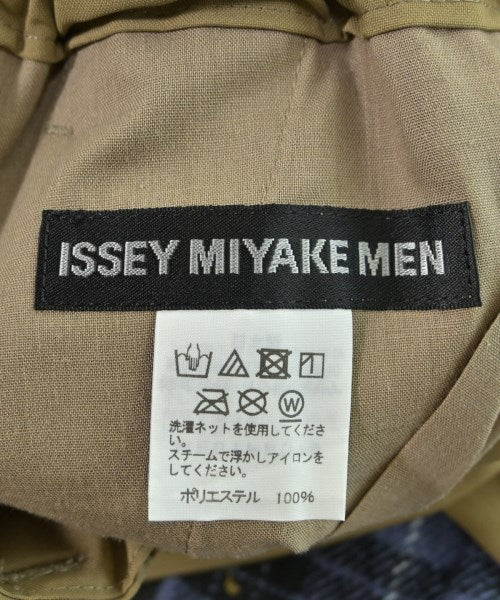 ISSEY MIYAKE MEN
W
洗濯ネットを使用してくださ
い。
スチームで浮かしアイロンを
してください。
ポリエステル 100%